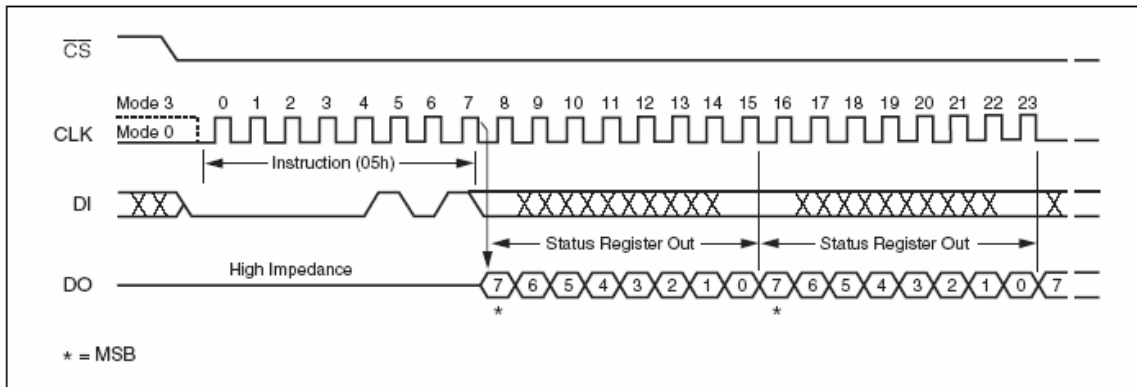 CS
Mode 3 0 1 2 3 4 5 6 7 8 9 10 11 12 13 14 15 16 17 18 19 20 21 22 23
CLK Mode 0
Instruction (05h)
DI
Status Register Out Status Register Out
High Impedance
DO 7 6 5 4 3 2 1 0 7 6 5 4 3 2 1 0 7
* *
* = MSB